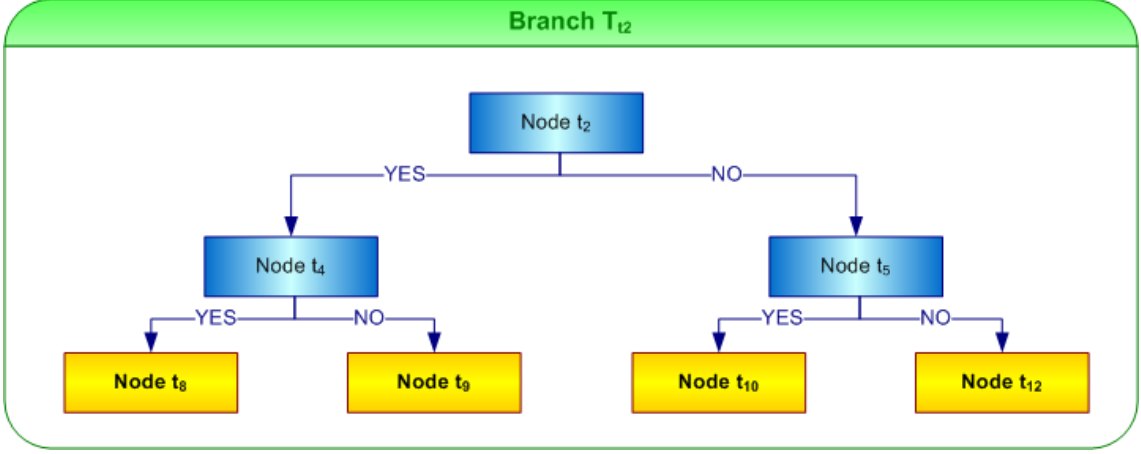 Branch Tt2
Node t2
YES NO
Node t4 Node t5
YES NO YES NO
Node t8 Node t9 Node t10 Node t12